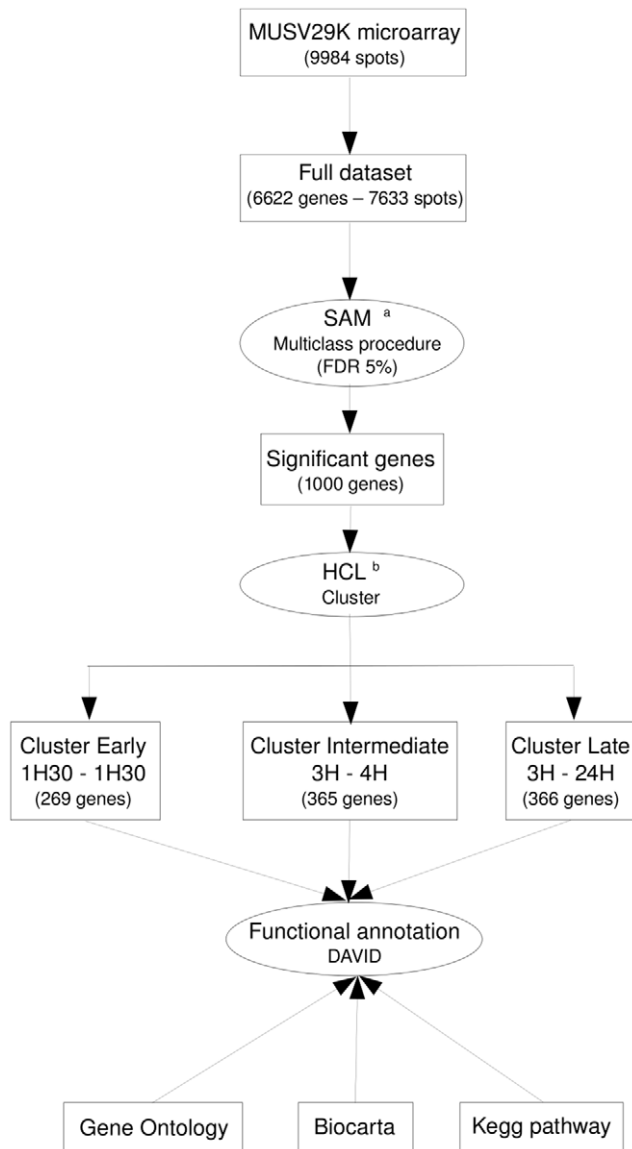 MUSV29K microarray
(9984 spots)
Full dataset
(6622 genes – 7633 spots)
SAM a
Multiclass procedure
(FDR 5%)
Significant genes
(1000 genes)
HCL b
Cluster
Cluster Early
1H30 - 1H30
(269 genes)
Cluster Intermediate
3H - 4H
(365 genes)
Cluster Late
3H - 24H
(366 genes)
Functional annotation
DAVID
Gene Ontology
Biocarta
Kegg pathway